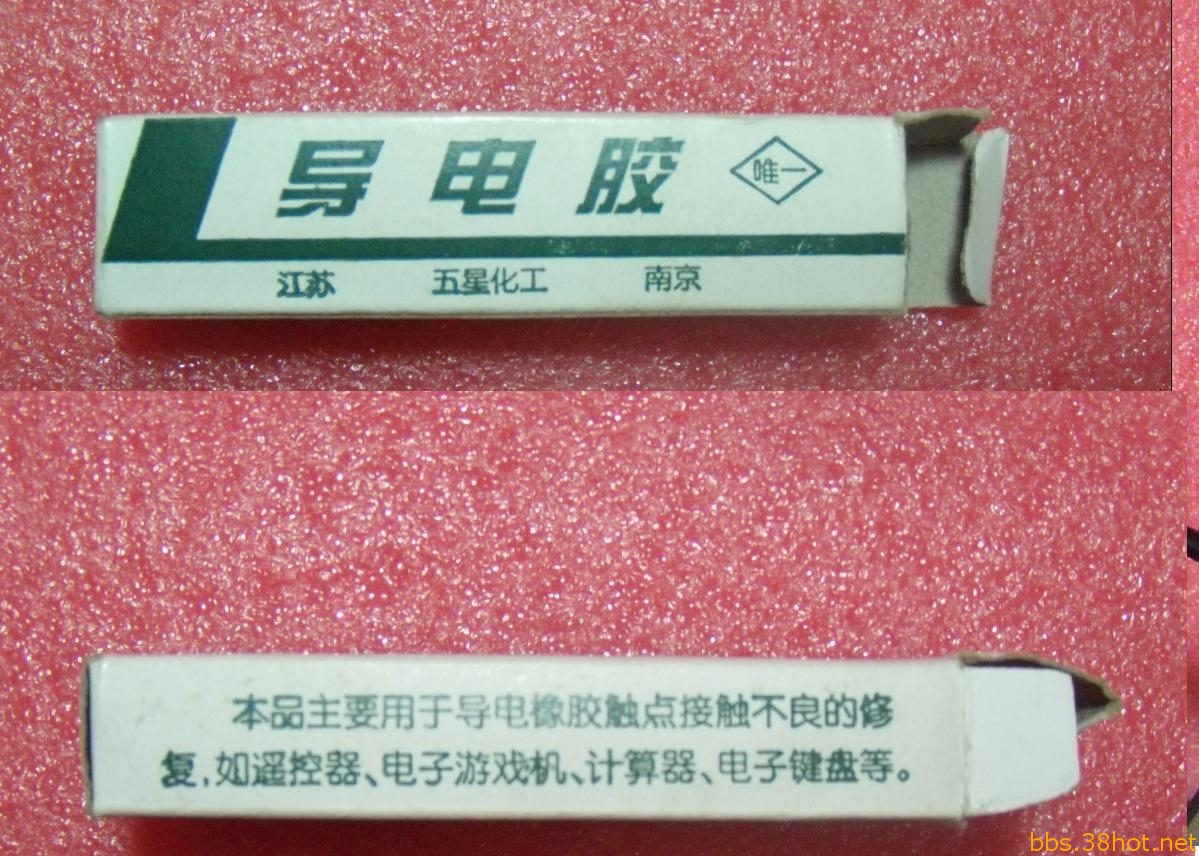 导电胶 唯一
江苏 五星化工 南京
本品主要用于导电橡胶触点接触不良的修
复,如遥控器、电子游戏机、计算器、电子键盘等。
bbs.38hot.net